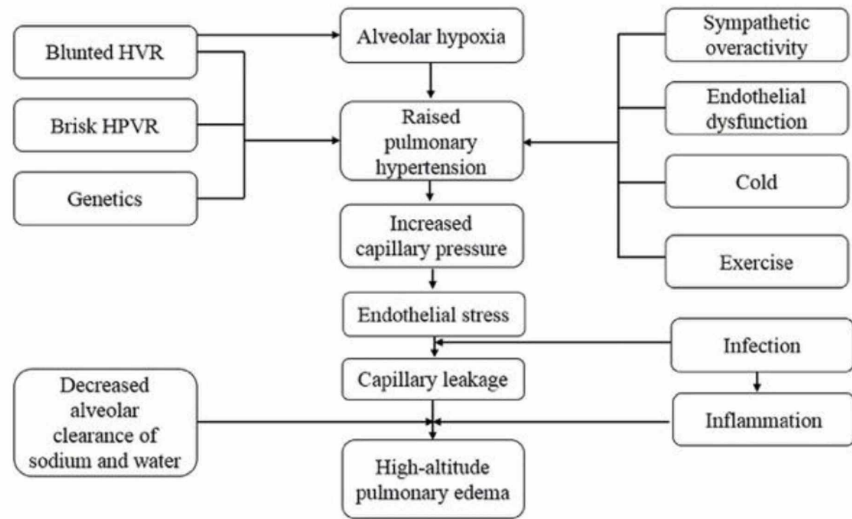 Blunted HVR
Brisk HPVR
Genetics
Alveolar hypoxia
Raised
pulmonary
hypertension
Increased
capillary pressure
Endothelial stress
Capillary leakage
High-altitude
pulmonary edema
Decreased
alveolar
clearance of
sodium and water
Sympathetic
overactivity
Endothelial
dysfunction
Cold
Exercise
Infection
Inflammation